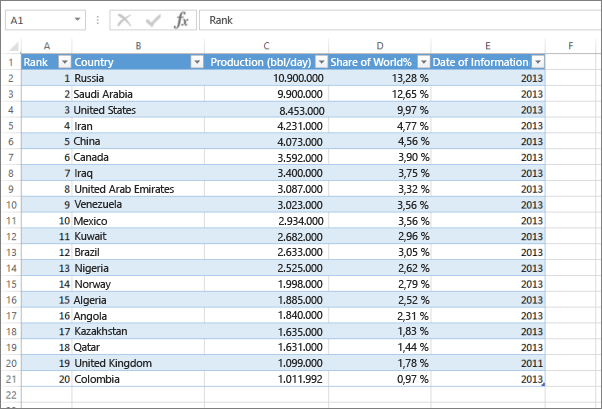 A1 fx Rank
A B C D E F
1 Rank Country Production (bbl/day) Share of World% Date of Information
2 1 Russia 10.900.000 13,28 % 2013
3 2 Saudi Arabia 9.900.000 12,65 % 2013
4 3 United States 8.453.000 9,97 % 2013
5 4 Iran 4.231.000 4,77 % 2013
6 5 China 4.073.000 4,56 % 2013
7 6 Canada 3.592.000 3,90 % 2013
8 7 Iraq 3.400.000 3,75 % 2013
9 8 United Arab Emirates 3.087.000 3,32 % 2013
10 9 Venezuela 3.023.000 3,56 % 2013
11 10 Mexico 2.934.000 3,56 % 2013
12 11 Kuwait 2.682.000 2,96 % 2013
13 12 Brazil 2.633.000 3,05 % 2013
14 13 Nigeria 2.525.000 2,62 % 2013
15 14 Norway 1.998.000 2,79 % 2013
16 15 Algeria 1.885.000 2,52 % 2013
17 16 Angola 1.840.000 2,31 % 2013
18 17 Kazakhstan 1.635.000 1,83 % 2013
19 18 Qatar 1.631.000 1,44 % 2013
20 19 United Kingdom 1.099.000 1,78 % 2011
21 20 Colombia 1.011.992 0,97 % 2013
22